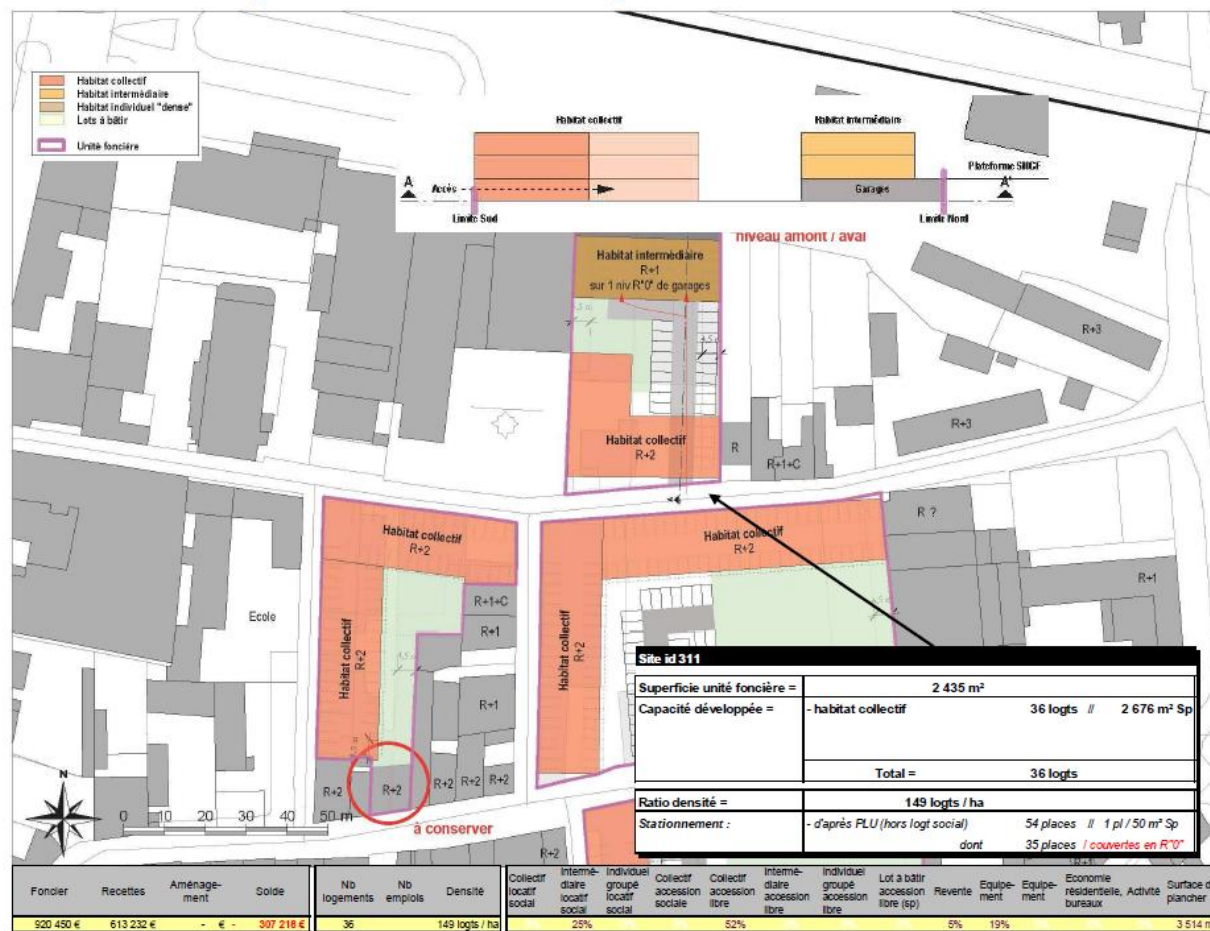 Habitat collectif
Habitat intermédiaire
Habitat individuel "dense"
Lots à bâtir
Unité foncière
Habitat collectif
Habitat intermédiaire
Plateforme SNCF
A
Accès
Garages
A'
Limite Sud
Limite Nord
niveau amont / aval
Habitat intermédiaire
R+1
sur 1 niv R"0" de garages
4,5 m
R+3
Habitat collectif
R+2
R
R+1+C
R+3
Habitat collectif
R+2
Habitat collectif
R+2
R ?
R+1
Ecole
R+1+C
R+1
4,5 m
Habitat collectif
R+2
R+1
Habitat collectif
R+2
R+2
R+2
R+2
R+2
R+2
à conserver
N
0 10 20 30 40 50 m
R+2
R+1
Site id 311
Superficie unité foncière = 2 435 m²
Capacité développée = - habitat collectif 36 logts // 2 676 m² Sp
Total = 36 logts
Ratio densité = 149 logts / ha
Stationnement : - d'après PLU (hors logt social) 54 places // 1 pl / 50 m² Sp
dont 35 places / couvertes en R"0"
Foncier Recettes Aménage-ment Solde
920 450 € 613 232 € - € - 307 218 €
Nb logements Nb emplois Densité
36 149 logts / ha
Collectif locatif social Intermé-diaire locatif social Individuel groupé locatif social Collectif accession sociale Collectif accession libre Intermé-diaire accession libre Individuel groupé accession libre Lot à bâtir accession libre (sp) Revente Equipe-ment Equipe-ment Economie résidentielle, bureaux Activité Surface de plancher
25% 52% 5% 19% 3 514